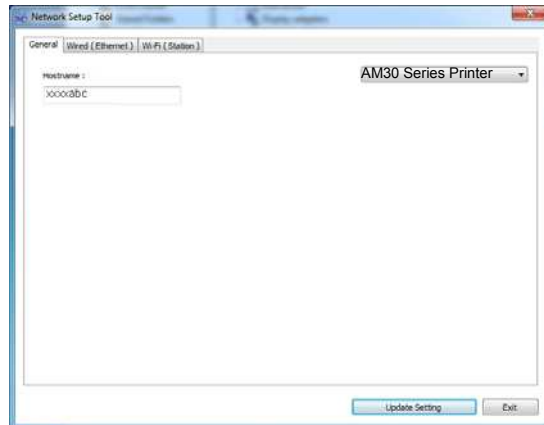 Network Setup Tool
General Wired ( Ethernet ) Wi-Fi ( Station )
Hostname :
AM30 Series Printer
xxxxabc
Update Setting Exit